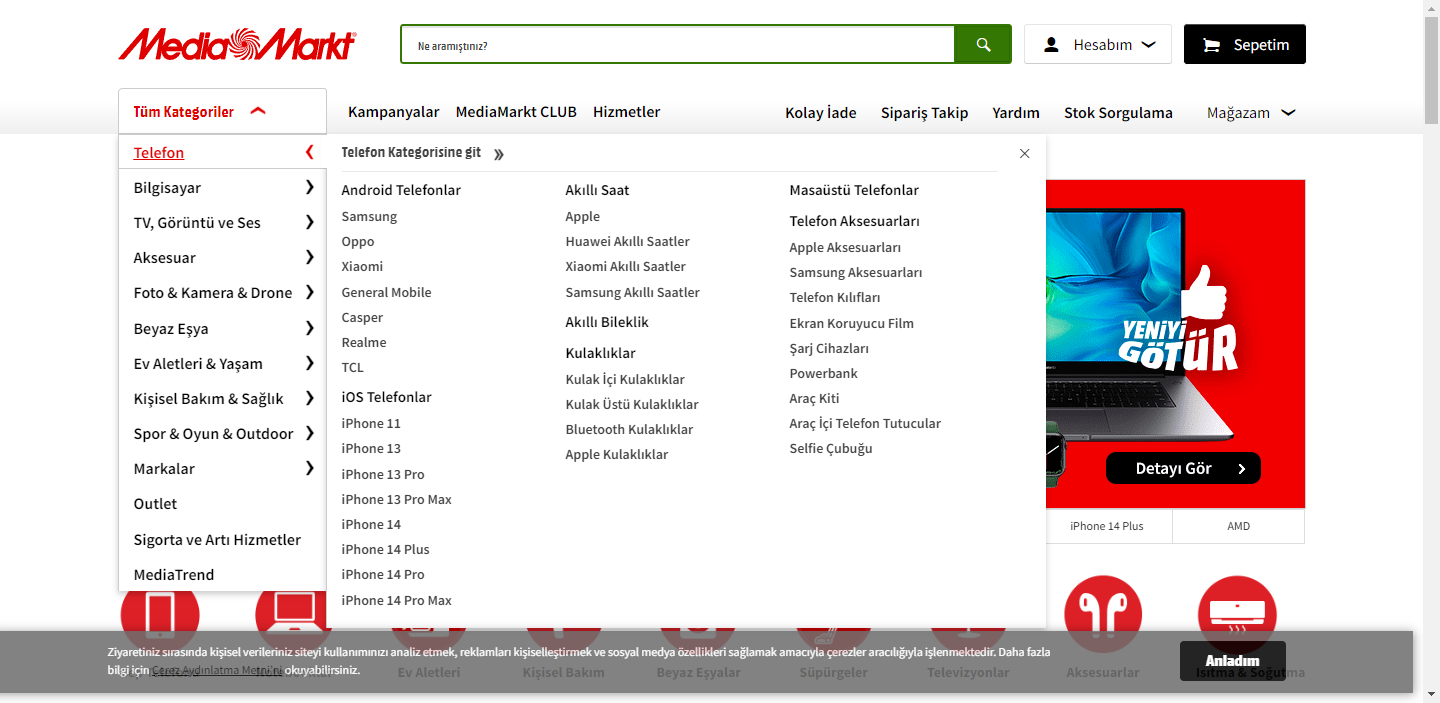 Media Markt
Ne aramıştınız?
Hesabım
Sepetim
Tüm Kategoriler
Kampanyalar
MediaMarkt CLUB
Hizmetler
Kolay İade
Sipariş Takip
Yardım
Stok Sorgulama
Mağazam
Telefon
Bilgisayar
TV, Görüntü ve Ses
Aksesuar
Foto & Kamera & Drone
Beyaz Eşya
Ev Aletleri & Yaşam
Kişisel Bakım & Sağlık
Spor & Oyun & Outdoor
Markalar
Outlet
Sigorta ve Artı Hizmetler
MediaTrend
Telefon Kategorisine git
Android Telefonlar
Samsung
Oppo
Xiaomi
General Mobile
Casper
Realme
TCL
iOS Telefonlar
iPhone 11
iPhone 13
iPhone 13 Pro
iPhone 13 Pro Max
iPhone 14
iPhone 14 Plus
iPhone 14 Pro
iPhone 14 Pro Max
Akıllı Saat
Apple
Huawei Akıllı Saatler
Xiaomi Akıllı Saatler
Samsung Akıllı Saatler
Akıllı Bileklik
Kulaklıklar
Kulak İçi Kulaklıklar
Kulak Üstü Kulaklıklar
Bluetooth Kulaklıklar
Apple Kulaklıklar
Masaüstü Telefonlar
Telefon Aksesuarları
Apple Aksesuarları
Samsung Aksesuarları
Telefon Kılıfları
Ekran Koruyucu Film
Şarj Cihazları
Powerbank
Araç Kiti
Araç İçi Telefon Tutucular
Selfie Çubuğu
YENİYİ
GÖTÜR
Detayı Gör
iPhone 14 Plus
AMD
Ziyaretiniz sırasında kişisel verileriniz siteyi kullanımınızı analiz etmek, reklamları kişiselleştirmek ve sosyal medya özellikleri sağlamak amacıyla çerezler aracılığıyla işlenmektedir. Daha fazla
bilgi için Çerez Aydınlatma Metni'ni okuyabilirsiniz.
Anladım
Ev Aletleri
Kişisel Bakım
Beyaz Eşyalar
Süpürgeler
Televizyonlar
Aksesuarlar
Isıtma & Soğutma